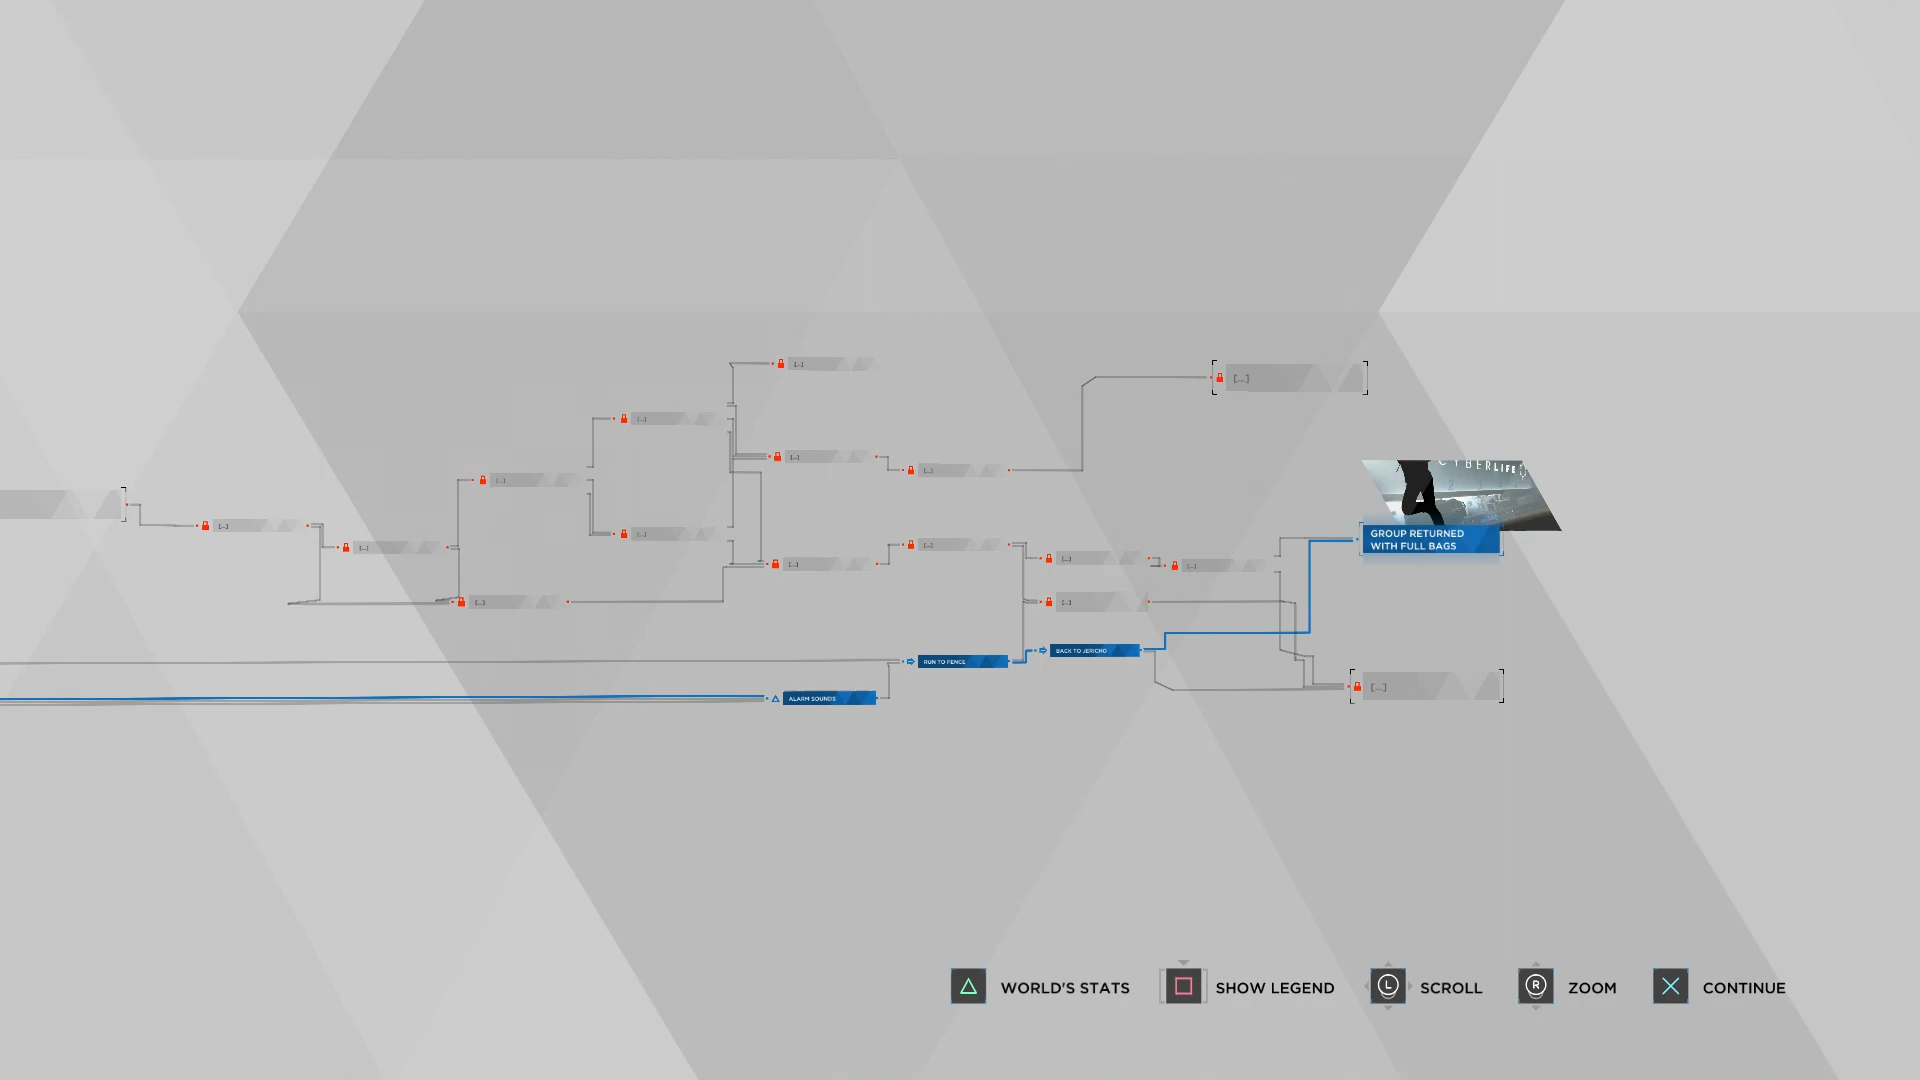 [...]
[...]
[...]
CYBERLIFE
[...]
[...]
[...]
[...]
[...]
GROUP RETURNED
WITH FULL BAGS
[...]
[...]
[...]
[...]
[...]
[...]
[...]
BACK TO JERICHO
RUN TO FENCE
[...]
ALARM SOUNDS
WORLD'S STATS
SHOW LEGEND
L
SCROLL
R
ZOOM
CONTINUE